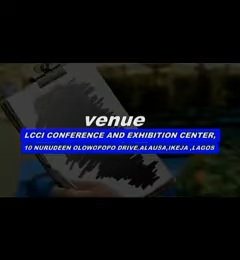 venue
LCCI CONFERENCE AND EXHIBITION CENTER,
10 NURUDEEN OLOWOPOPO DRIVE,ALAUSA,IKEJA ,LAGOS